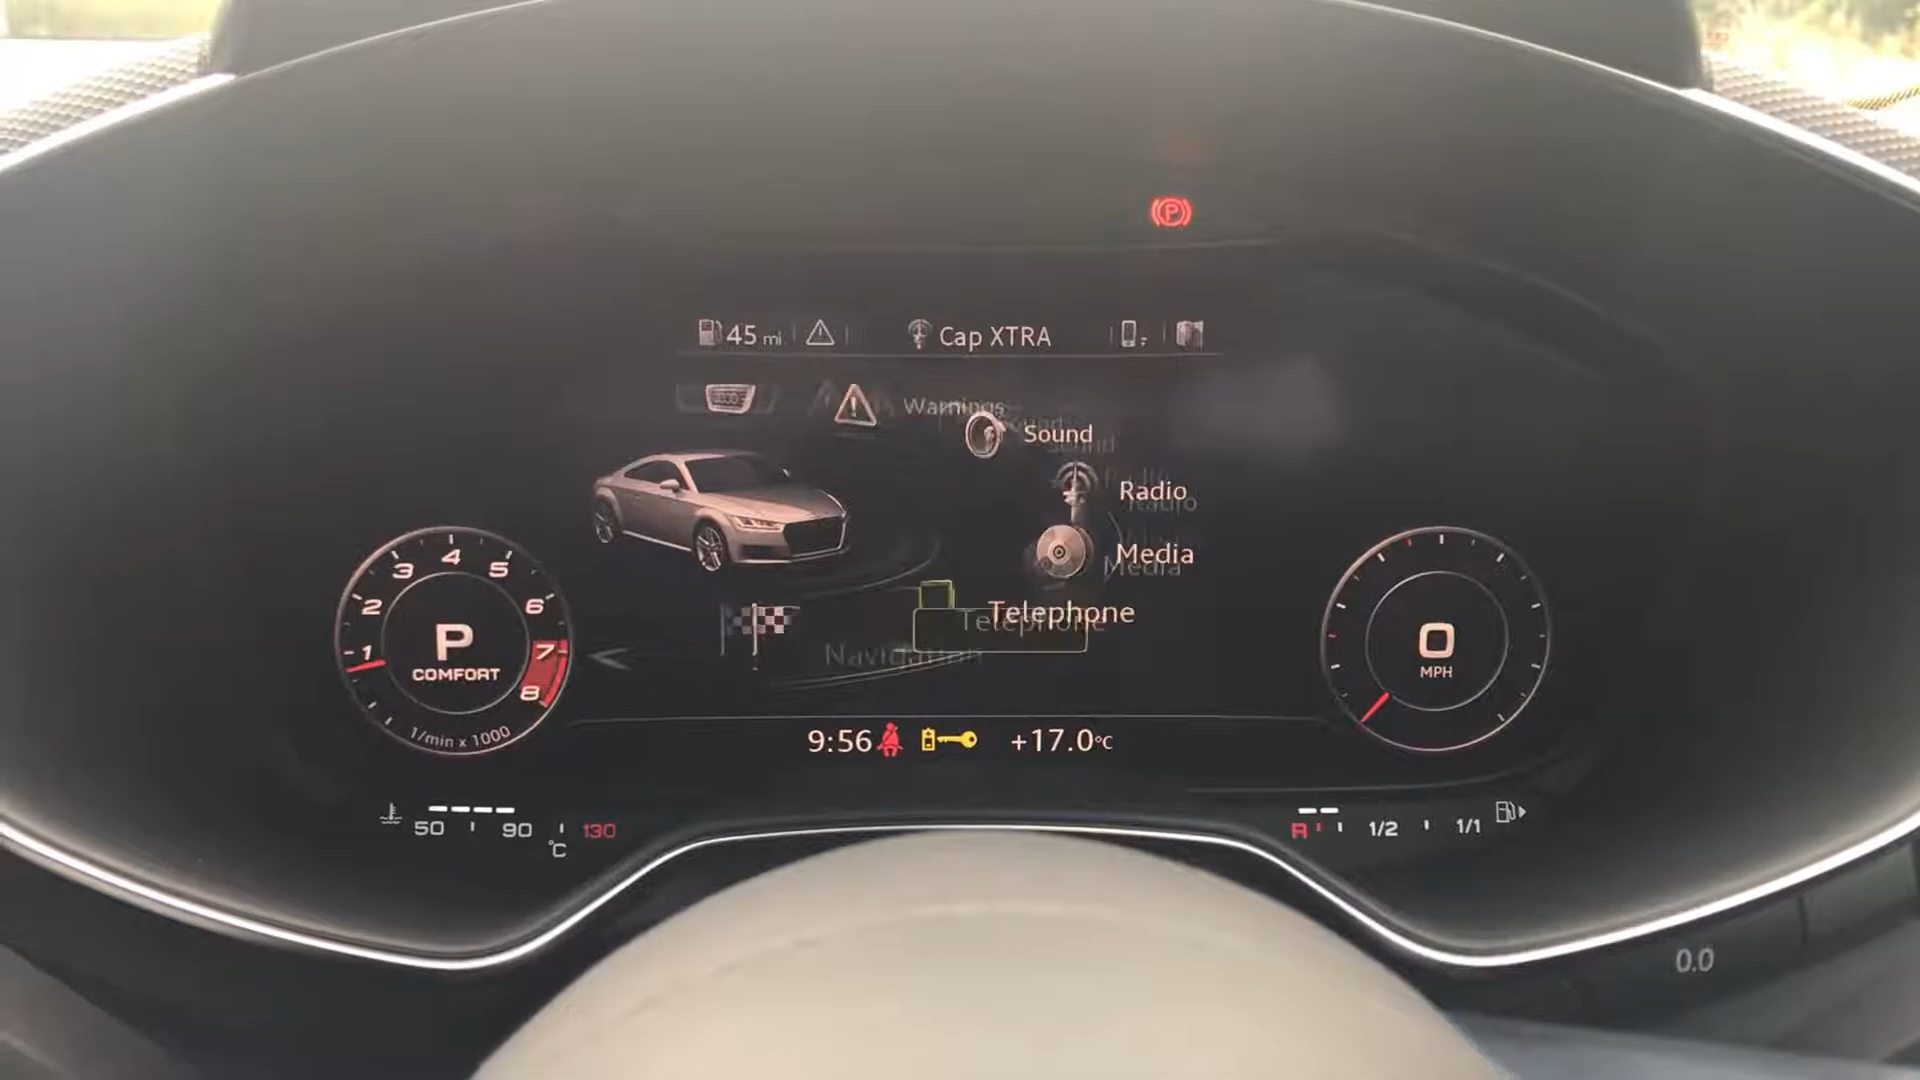 45 mi
Cap XTRA
Warnings
Sound
Radio
Media
Telephone
Navigation
1 2 3 4 5 6 7 8
P
COMFORT
1/min x 1000
0
MPH
9:56
+17.0°C
50 90 130
°C
R 1/2 1/1
0.0